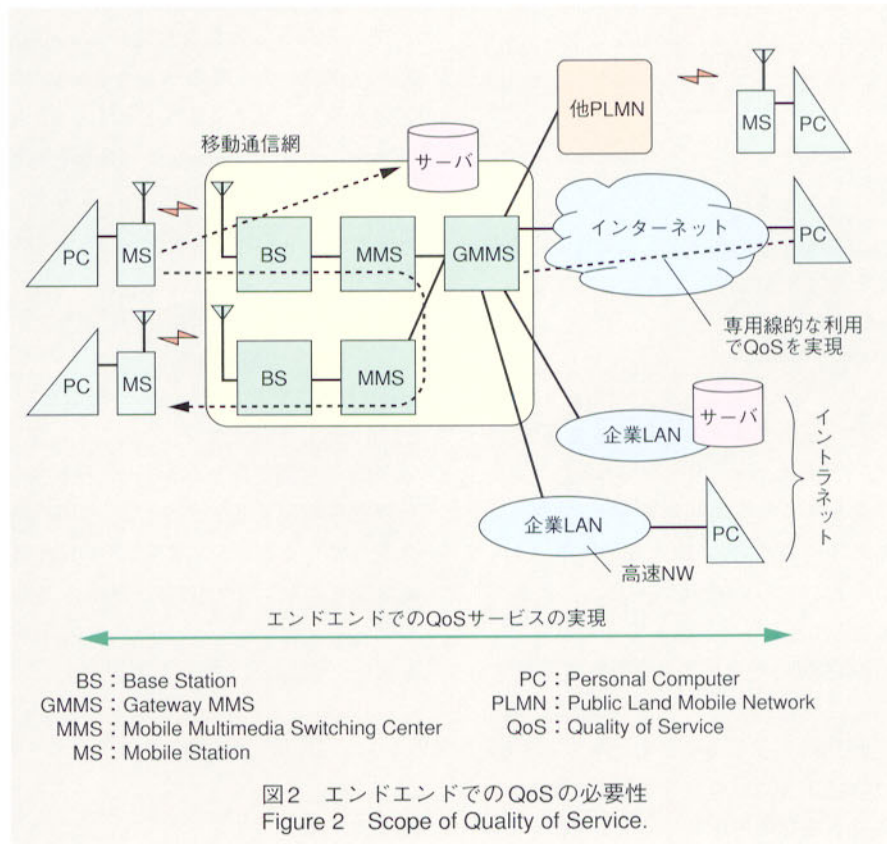 移動通信網
サーバ
他PLMN
MS
PC
PC
MS
BS
MMS
GMMS
インターネット
PC
専用線的な利用
でQoSを実現
PC
MS
BS
MMS
企業LAN
サーバ
イントラネット
企業LAN
PC
高速NW
エンドエンドでのQoSサービスの実現
BS：Base Station
GMMS：Gateway MMS
MMS：Mobile Multimedia Switching Center
MS：Mobile Station
PC：Personal Computer
PLMN：Public Land Mobile Network
QoS：Quality of Service
図2 エンドエンドでのQoSの必要性
Figure 2 Scope of Quality of Service.